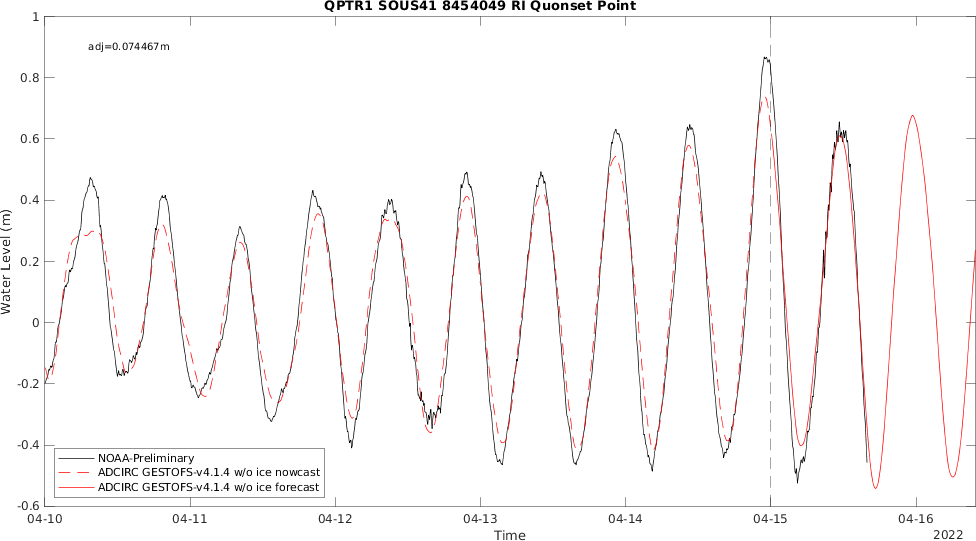 QPTR1 SOUS41 8454049 RI Quonset Point
1
adj=0.074467m
0.8
0.6
0.4
0.2
0
-0.2
-0.4
-0.6
Water Level (m)
NOAA-Preliminary
ADCIRC GESTOFS-v4.1.4 w/o ice nowcast
ADCIRC GESTOFS-v4.1.4 w/o ice forecast
04-10 04-11 04-12 04-13 04-14 04-15 04-16
Time
2022